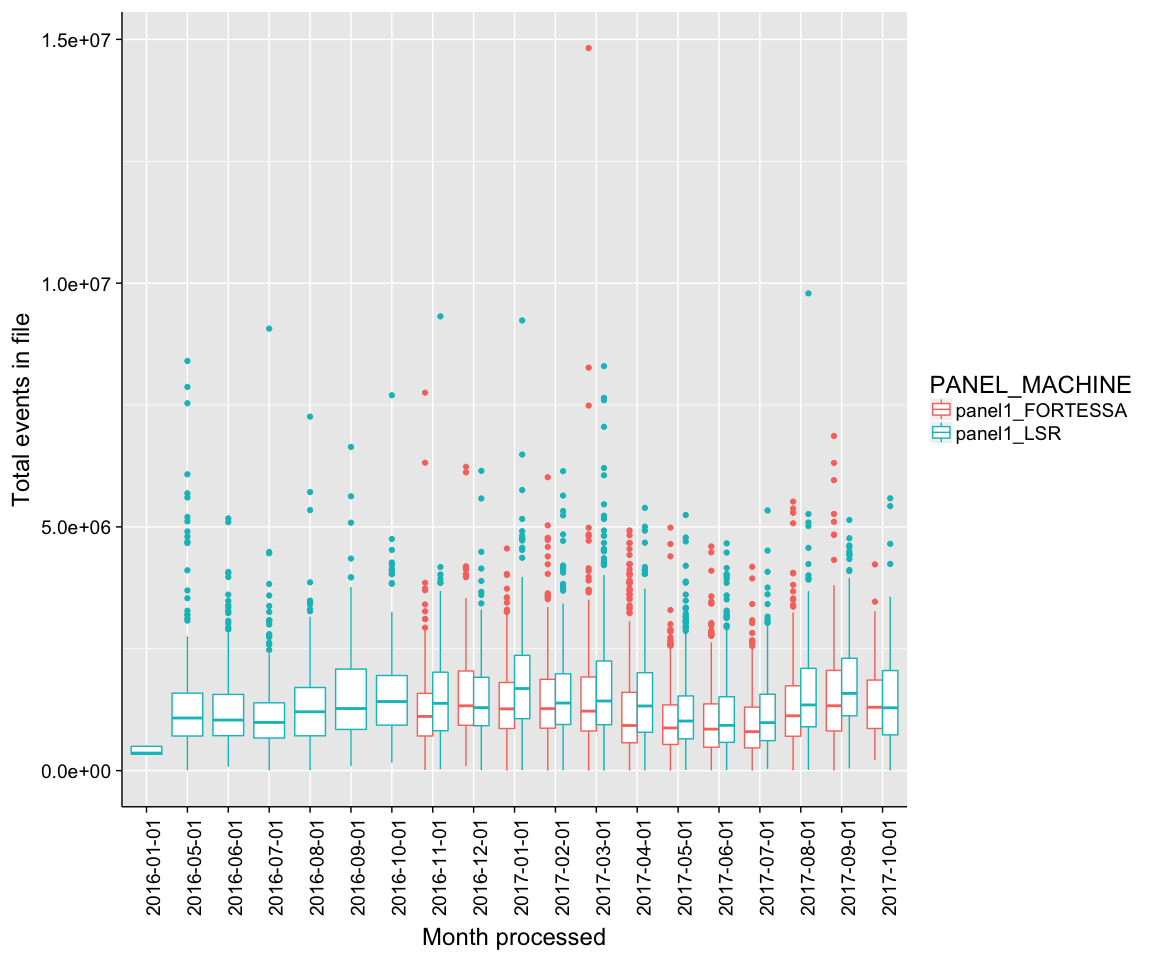 1.5e+07
1.0e+07
5.0e+06
0.0e+00
Total events in file
2016-01-01
2016-05-01
2016-06-01
2016-07-01
2016-08-01
2016-09-01
2016-10-01
2016-11-01
2016-12-01
2017-01-01
2017-02-01
2017-03-01
2017-04-01
2017-05-01
2017-06-01
2017-07-01
2017-08-01
2017-09-01
2017-10-01
Month processed
PANEL_MACHINE
panel1_FORTESSA
panel1_LSR